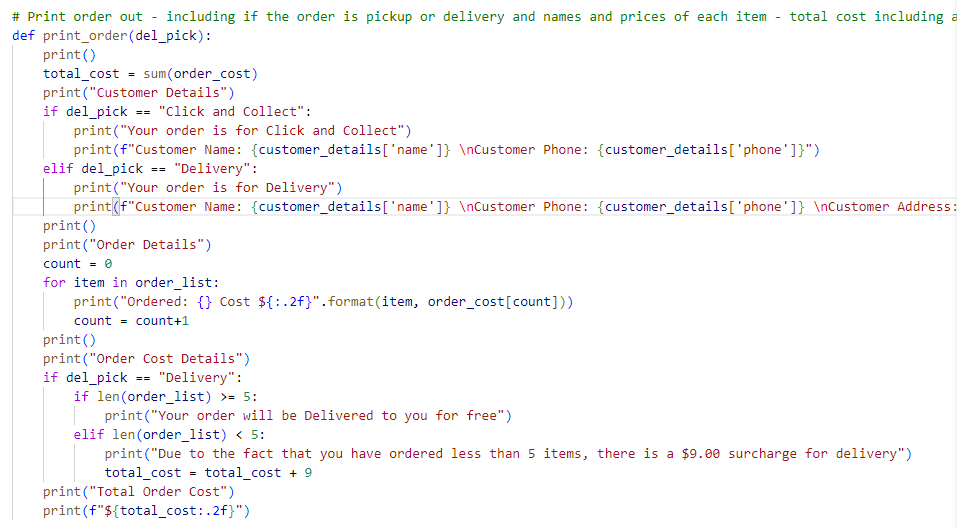 # Print order out - including if the order is pickup or delivery and names and prices of each item - total cost including a
def print_order(del_pick):
    print()
    total_cost = sum(order_cost)
    print("Customer Details")
    if del_pick == "Click and Collect":
        print("Your order is for Click and Collect")
        print(f"Customer Name: {customer_details['name']} \nCustomer Phone: {customer_details['phone']}")
    elif del_pick == "Delivery":
        print("Your order is for Delivery")
        print(f"Customer Name: {customer_details['name']} \nCustomer Phone: {customer_details['phone']} \nCustomer Address:
    print()
    print("Order Details")
    count = 0
    for item in order_list:
        print("Ordered: {} Cost ${:.2f}".format(item, order_cost[count]))
        count = count+1
    print()
    print("Order Cost Details")
    if del_pick == "Delivery":
        if len(order_list) >= 5:
            print("Your order will be Delivered to you for free")
        elif len(order_list) < 5:
            print("Due to the fact that you have ordered less than 5 items, there is a $9.00 surcharge for delivery")
            total_cost = total_cost + 9
    print("Total Order Cost")
    print(f"${total_cost:.2f}")